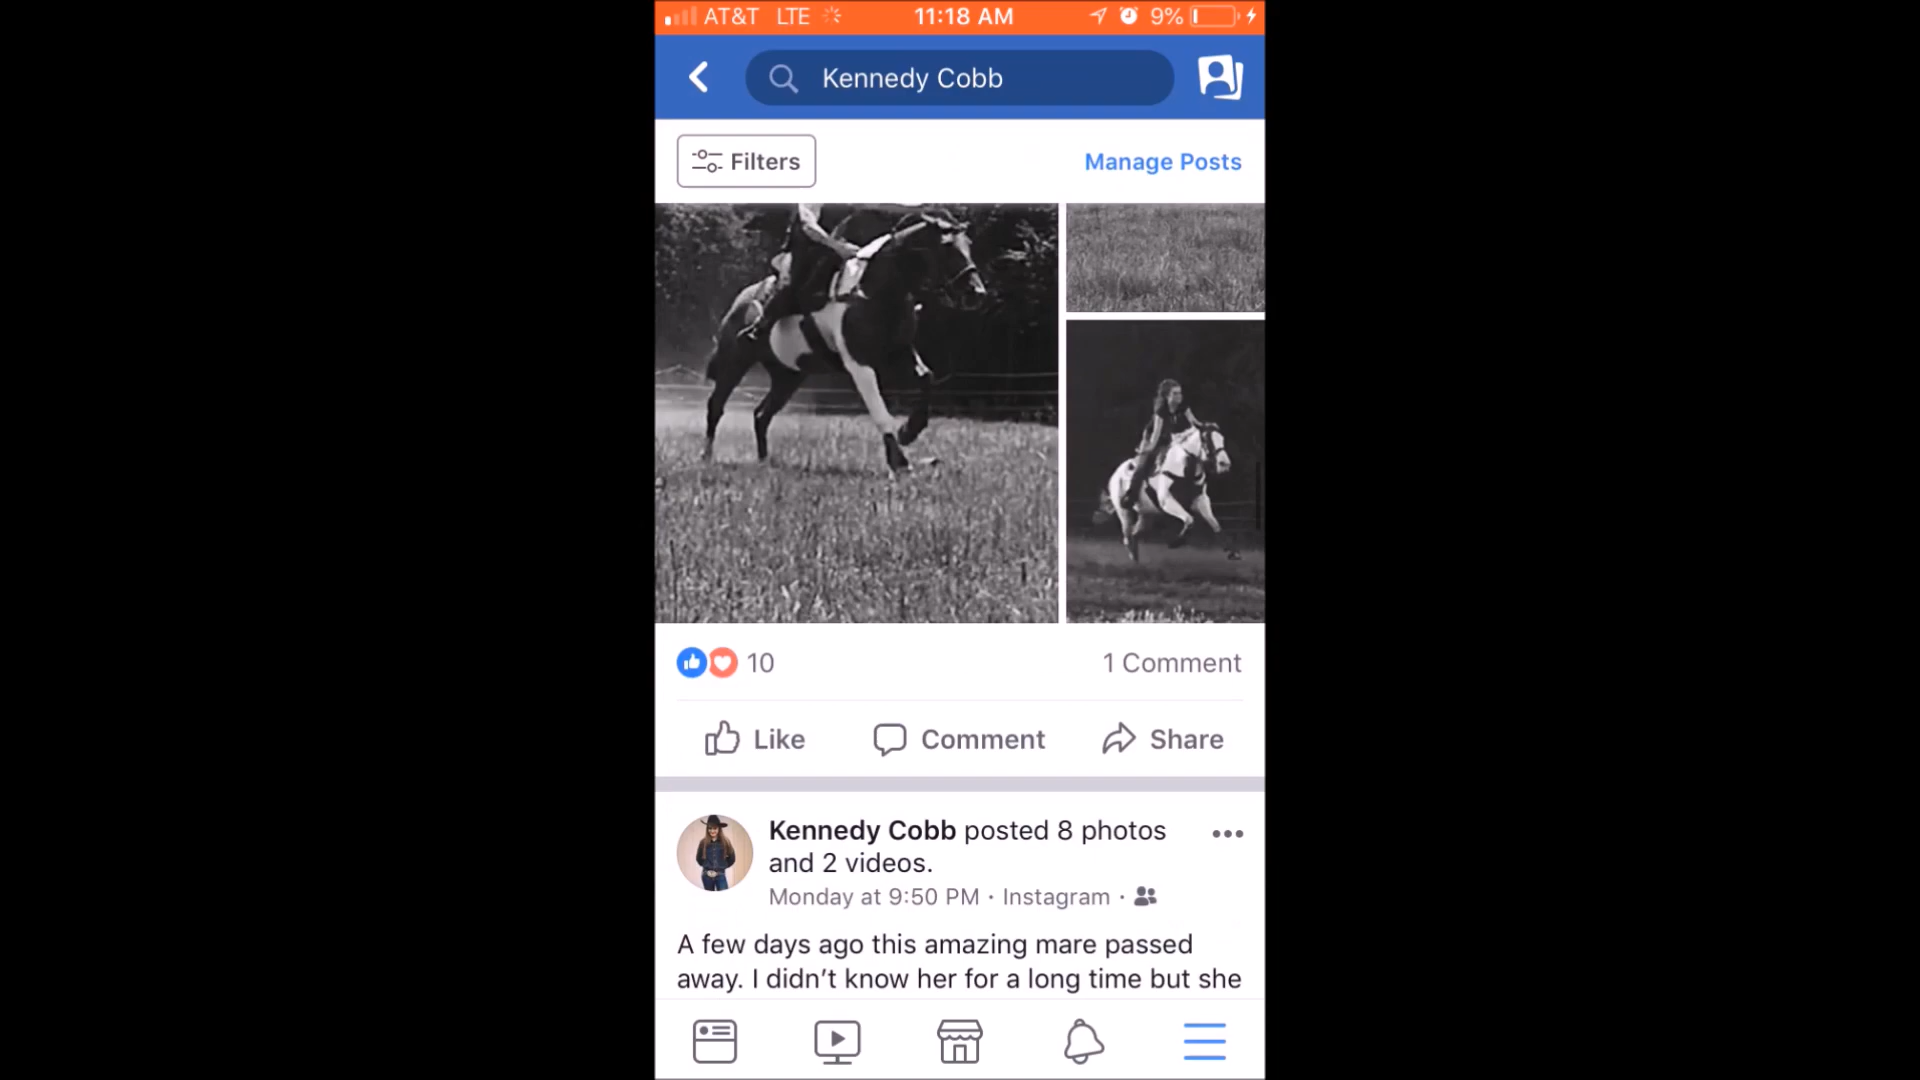 AT&T LTE 11:18 AM 9%
Kennedy Cobb
Filters Manage Posts
10 1 Comment
Like Comment Share
Kennedy Cobb posted 8 photos
and 2 videos.
Monday at 9:50 PM · Instagram ·
A few days ago this amazing mare passed
away. I didn’t know her for a long time but she